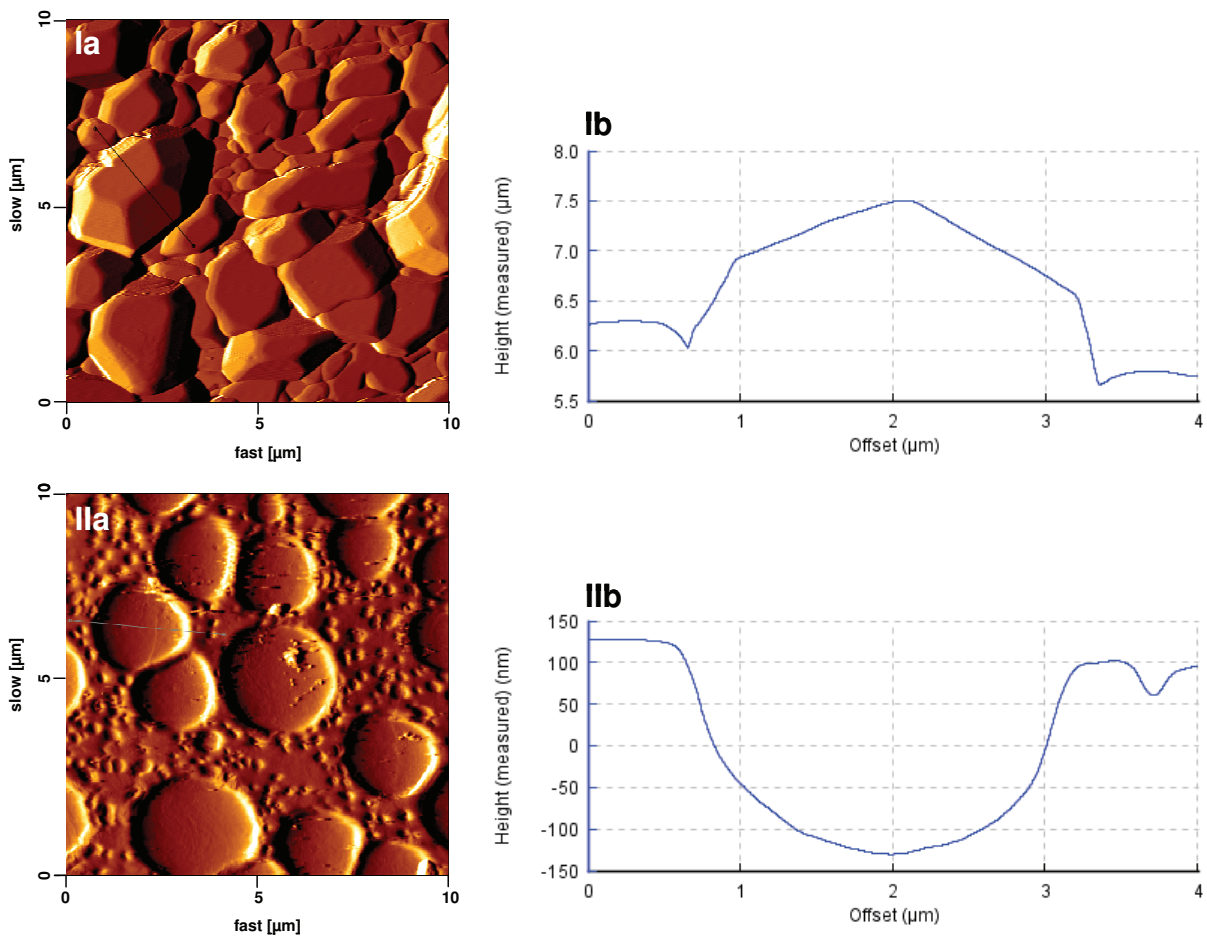 Ia
10
5
0
slow [µm]
0 5 10
fast [µm]
Ib
8.0
7.5
7.0
6.5
6.0
5.5
Height (measured) (µm)
0 1 2 3 4
Offset (µm)
IIa
10
5
0
slow [µm]
0 5 10
fast [µm]
IIb
150
100
50
0
-50
-100
-150
Height (measured) (nm)
0 1 2 3 4
Offset (µm)